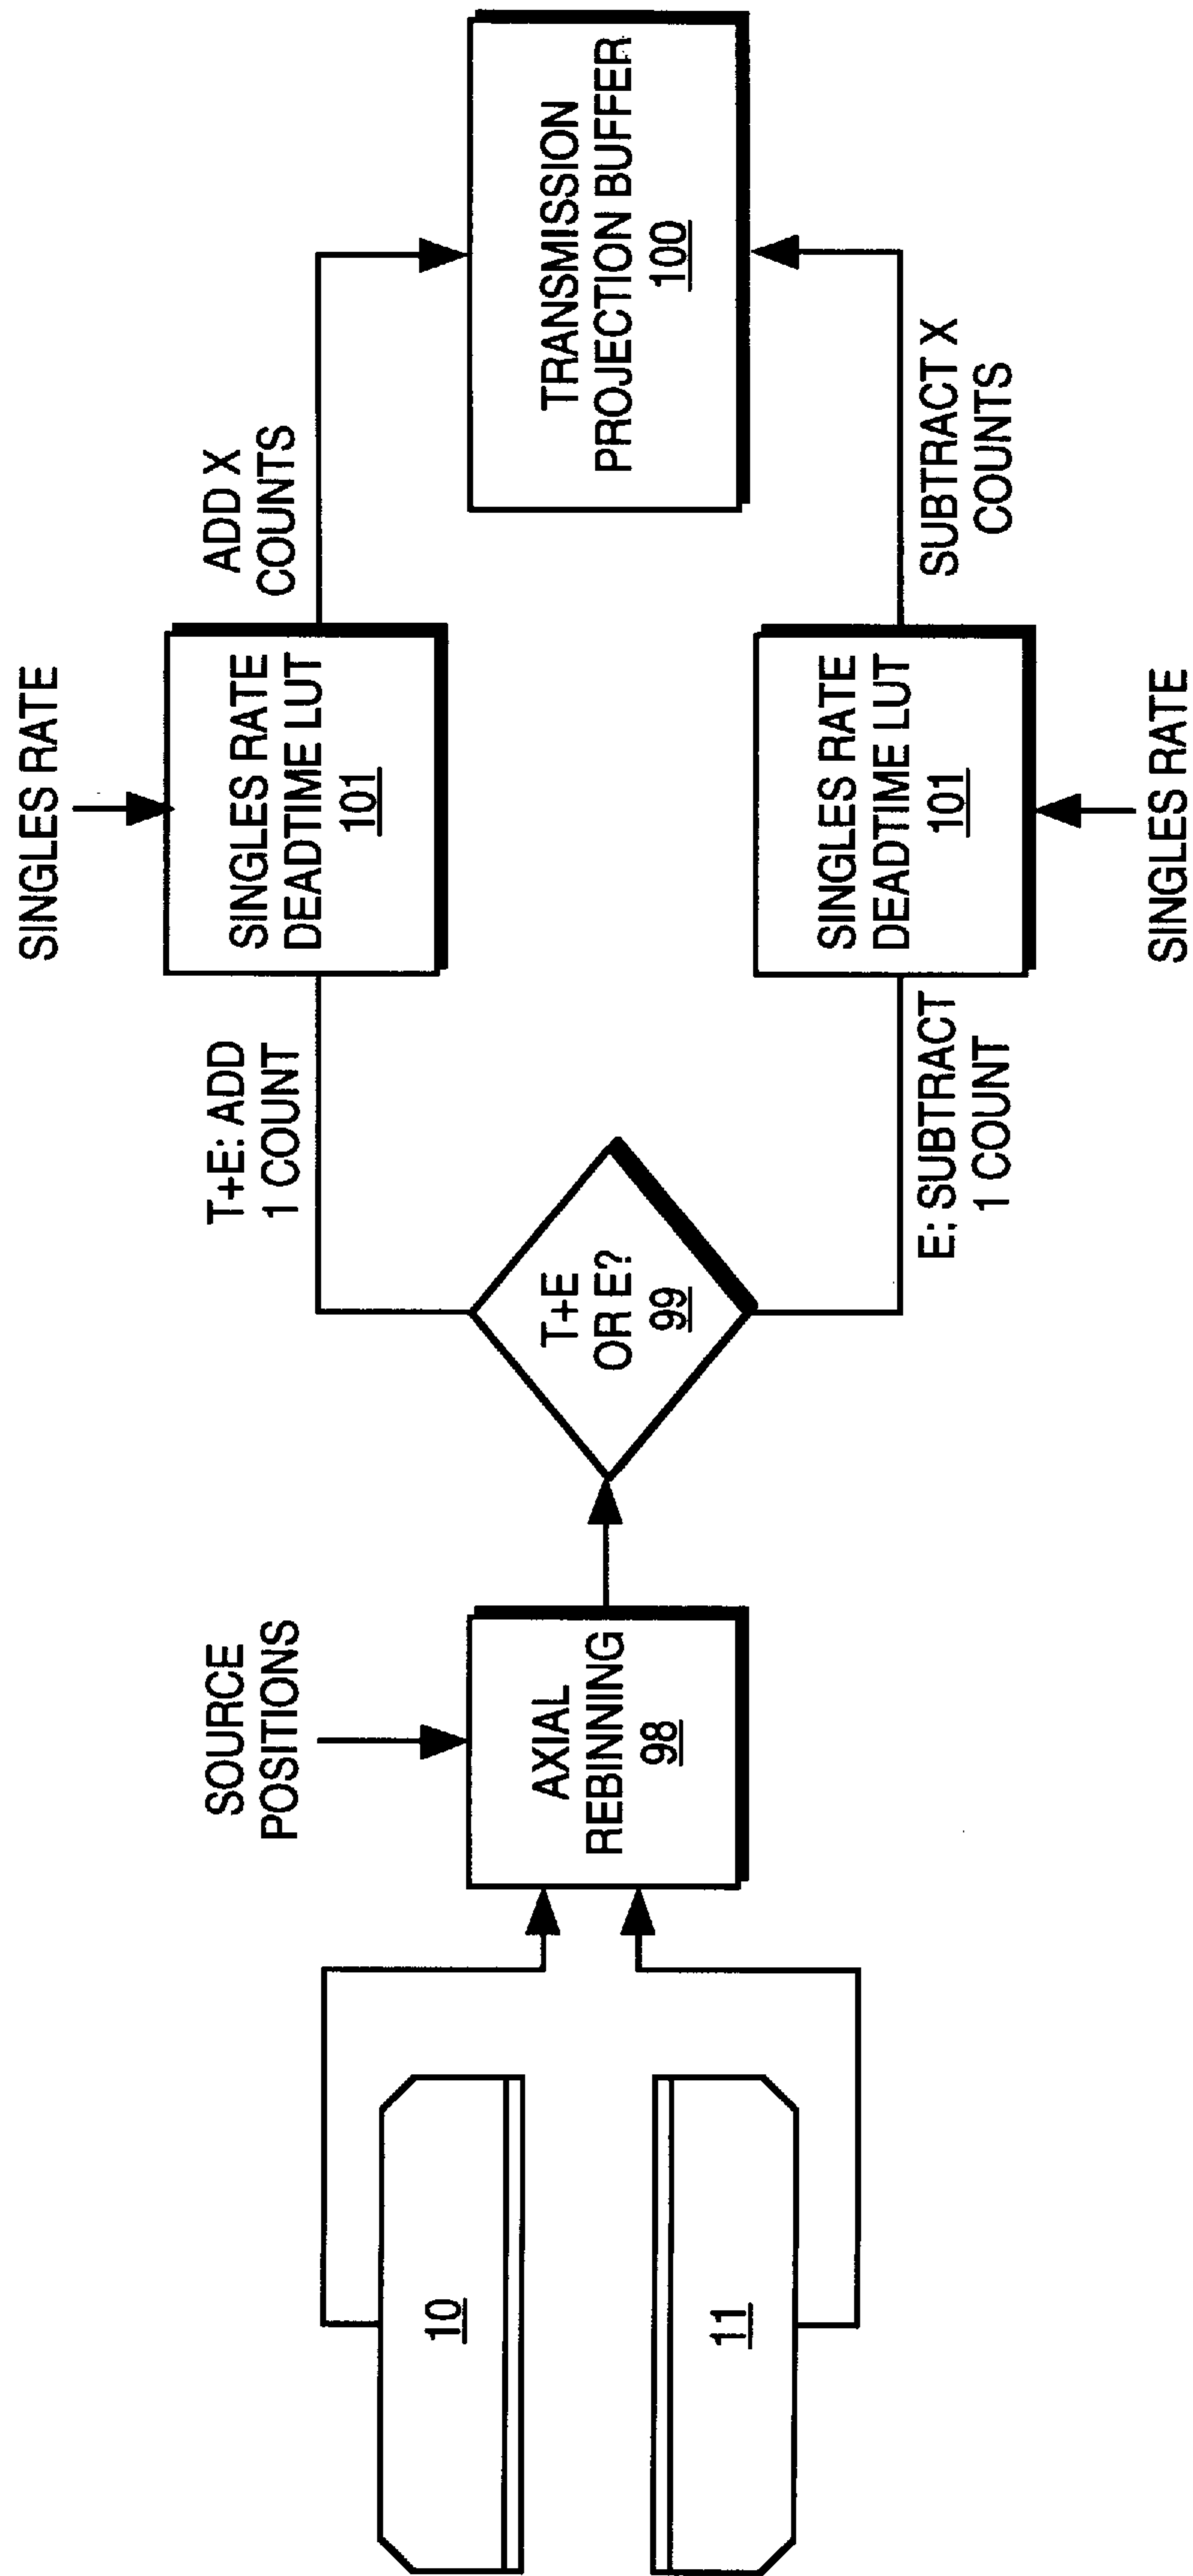 10
11
SOURCE
POSITIONS
AXIAL
REBINNING
98
T+E
OR E?
99
T+E: ADD
1 COUNT
E: SUBTRACT
1 COUNT
SINGLES RATE
SINGLES RATE
DEADTIME LUT
101
SINGLES RATE
DEADTIME LUT
101
SINGLES RATE
ADD X
COUNTS
SUBTRACT X
COUNTS
TRANSMISSION
PROJECTION BUFFER
100